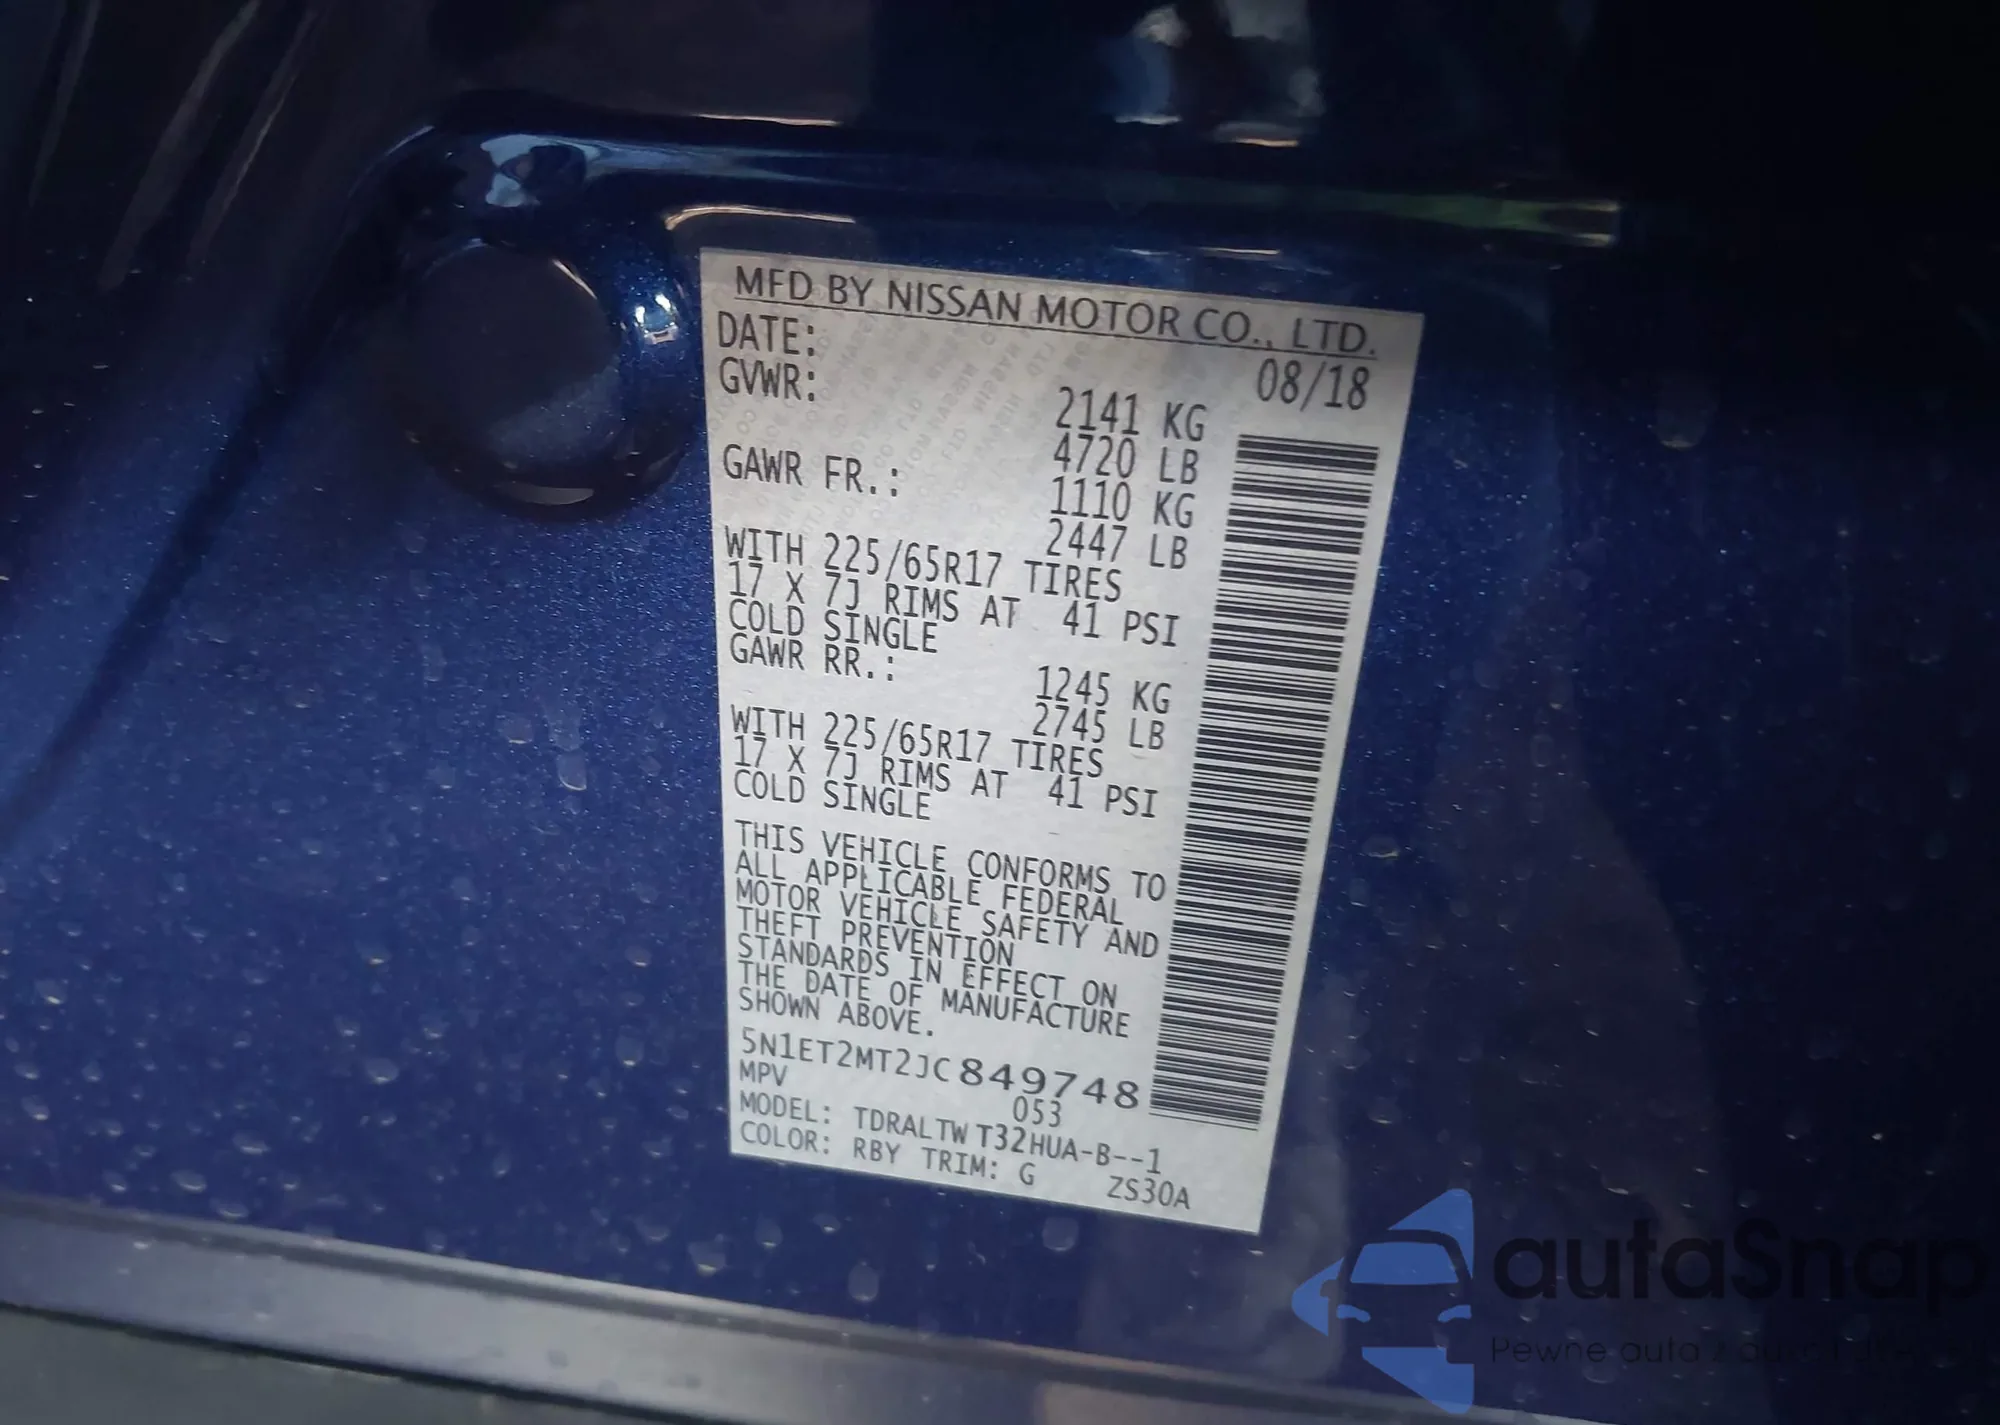 MFD BY NISSAN MOTOR CO., LTD.
DATE: 08/18
GVWR: 2141 KG
4720 LB
GAWR FR.: 1110 KG
2447 LB
WITH 225/65R17 TIRES
17 X 7J RIMS AT 41 PSI
COLD SINGLE
GAWR RR.: 1245 KG
2745 LB
WITH 225/65R17 TIRES
17 X 7J RIMS AT 41 PSI
COLD SINGLE
THIS VEHICLE CONFORMS TO
ALL APPLICABLE FEDERAL
MOTOR VEHICLE SAFETY AND
THEFT PREVENTION
STANDARDS IN EFFECT ON
THE DATE OF MANUFACTURE
SHOWN ABOVE.
5N1ET2MT2JC849748
MPV 053
MODEL: TDRALTW T32HUA-B--1
COLOR: RBY TRIM: G ZS30A
autaSnap
Pewne auta z